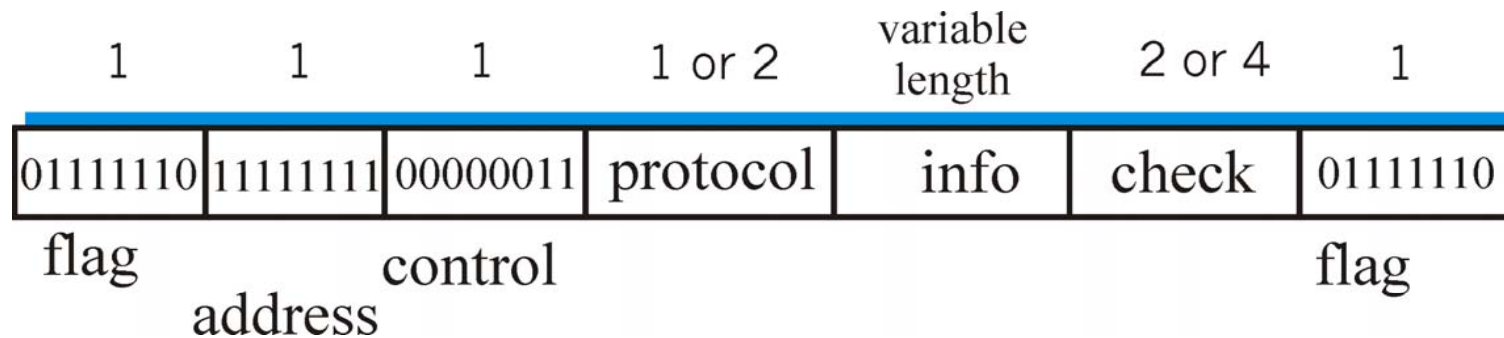 1 1 1 1 or 2 variable length 2 or 4 1
01111110 11111111 00000011 protocol info check 01111110
flag address control flag